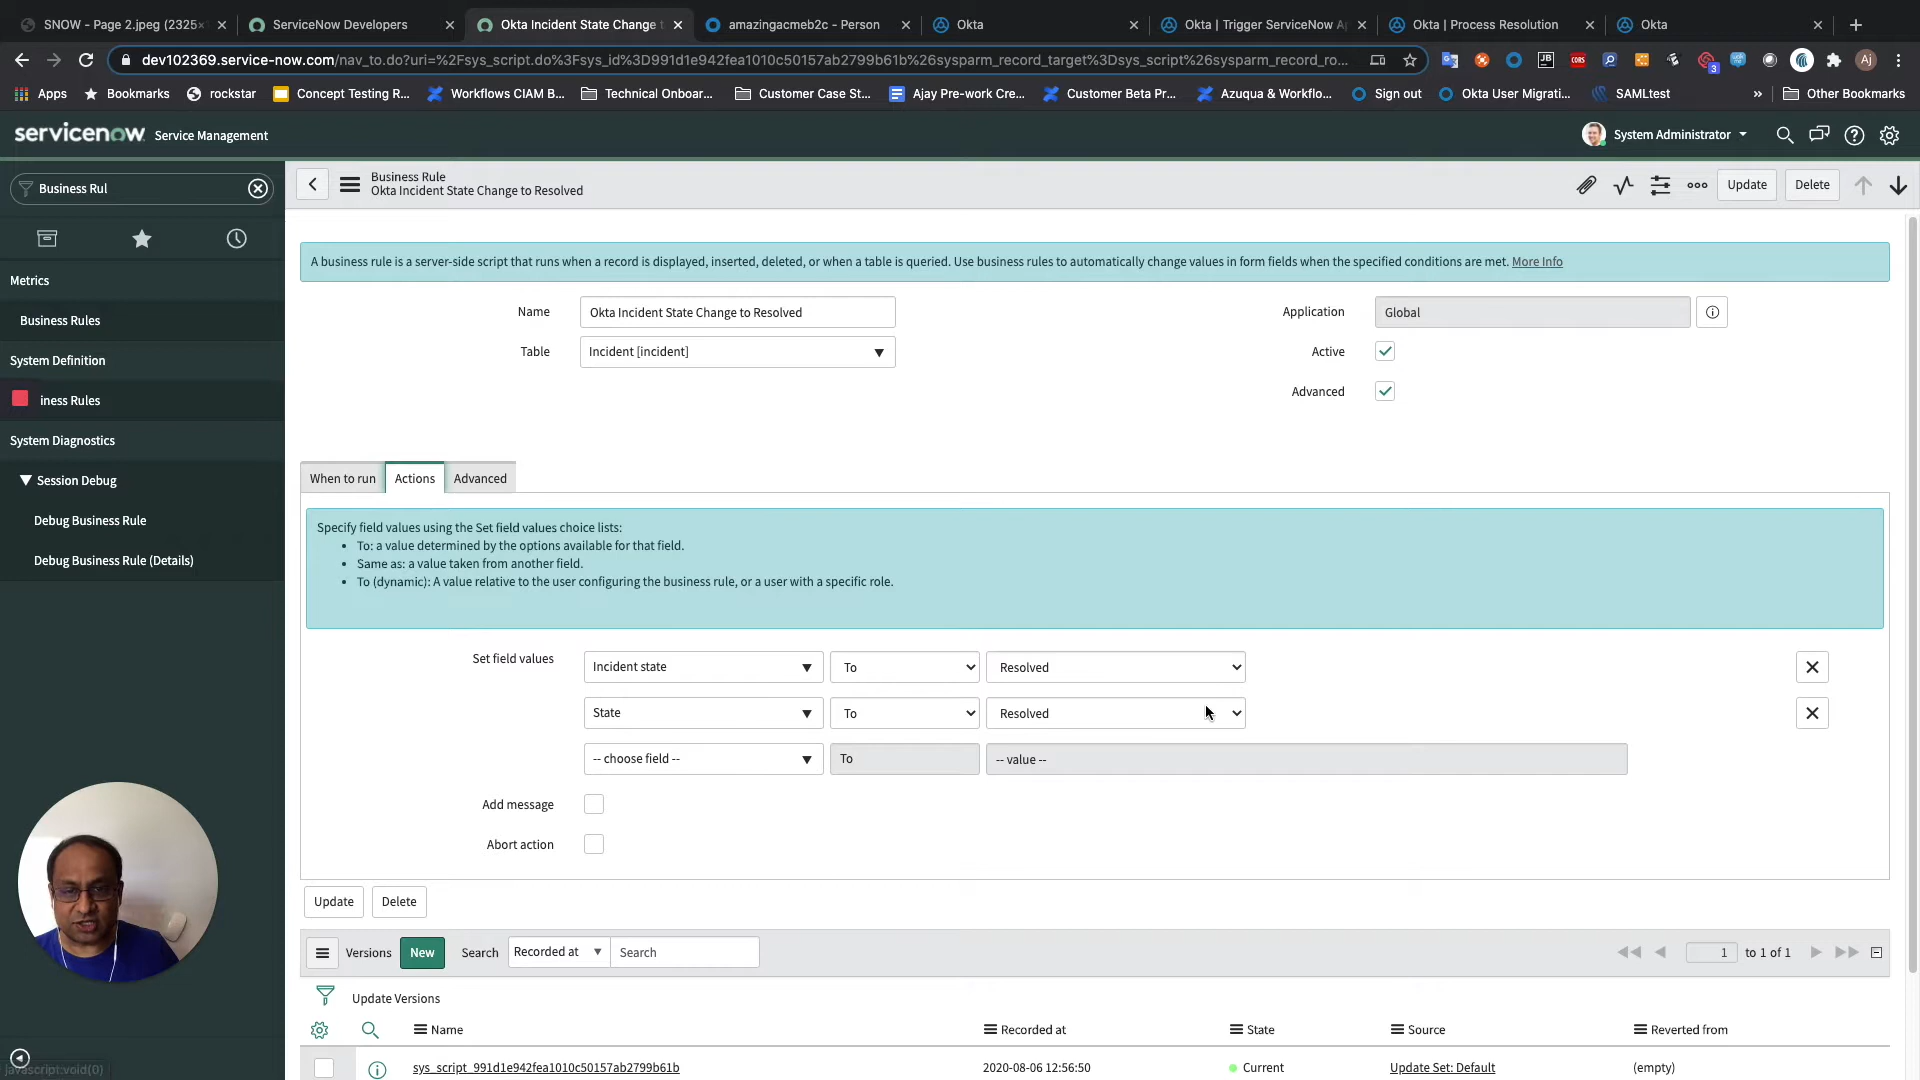 SNOW - Page 2.jpeg (2325×
ServiceNow Developers
Okta Incident State Change t
amazingacmeb2c - Person
Okta
Okta | Trigger ServiceNow A
Okta | Process Resolution
Okta
dev102369.service-now.com/nav_to.do?uri=%2Fsys_script.do%3Fsys_id%3D991d1e942fea1010c50157ab2799b61b%26sysparm_record_target%3Dsys_script%26sysparm_record_ro...
JB
CORS
3
Aj
Apps
Bookmarks
rockstar
Concept Testing R...
Workflows CIAM B...
Technical Onboar...
Customer Case St...
Ajay Pre-work Cre...
Customer Beta Pr...
Azuqua & Workflo...
Sign out
Okta User Migrati...
SAMLtest
»
Other Bookmarks
servicenow Service Management
System Administrator
Business Rul
Metrics
Business Rules
System Definition
iness Rules
System Diagnostics
Session Debug
Debug Business Rule
Debug Business Rule (Details)
javascript:void(0)
Business Rule
Okta Incident State Change to Resolved
Update
Delete
A business rule is a server-side script that runs when a record is displayed, inserted, deleted, or when a table is queried. Use business rules to automatically change values in form fields when the specified conditions are met. More Info
Name
Okta Incident State Change to Resolved
Application
Global
Table
Incident [incident]
Active
Advanced
When to run
Actions
Advanced
Specify field values using the Set field values choice lists:
• To: a value determined by the options available for that field.
• Same as: a value taken from another field.
• To (dynamic): A value relative to the user configuring the business rule, or a user with a specific role.
Set field values
Incident state
To
Resolved
State
To
Resolved
-- choose field --
To
-- value --
Add message
Abort action
Update
Delete
Versions
New
Search
Recorded at
Search
1
to 1 of 1
Update Versions
Name
Recorded at
State
Source
Reverted from
sys_script_991d1e942fea1010c50157ab2799b61b
2020-08-06 12:56:50
Current
Update Set: Default
(empty)